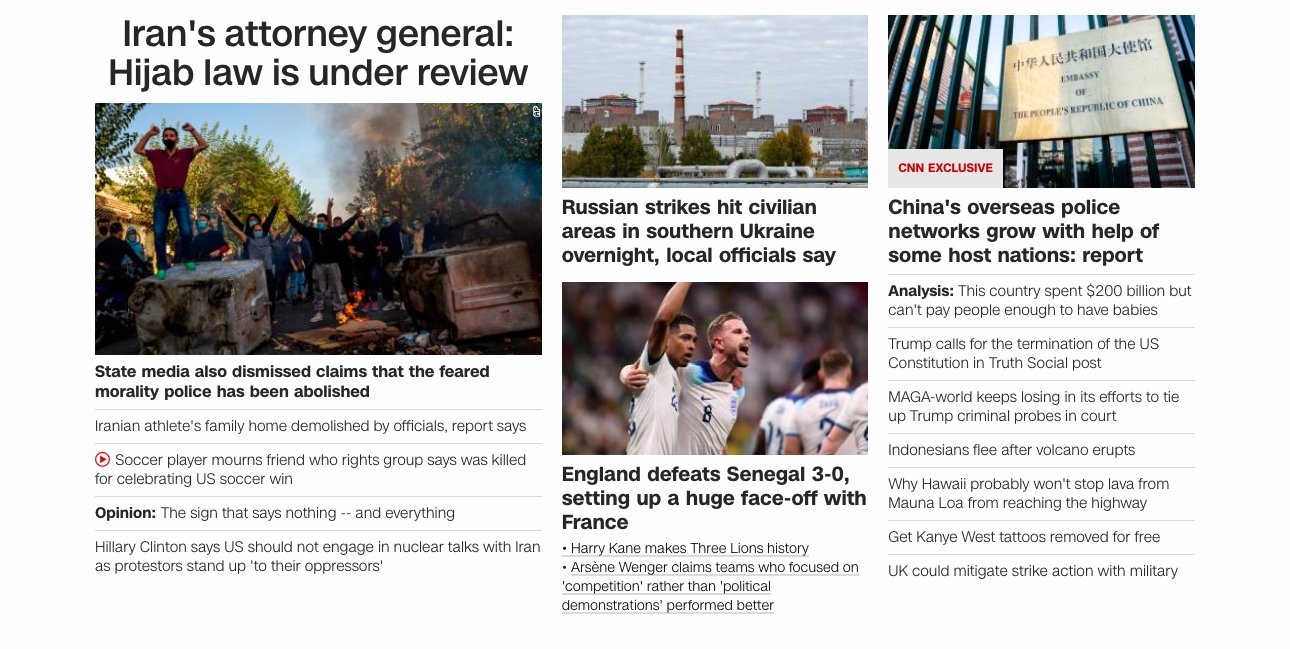 Iran's attorney general:
Hijab law is under review
AP
State media also dismissed claims that the feared
morality police has been abolished
Iranian athlete's family home demolished by officials, report says
Soccer player mourns friend who rights group says was killed
for celebrating US soccer win
Opinion: The sign that says nothing -- and everything
Hillary Clinton says US should not engage in nuclear talks with Iran
as protestors stand up 'to their oppressors'
3
Russian strikes hit civilian
areas in southern Ukraine
overnight, local officials say
8
England defeats Senegal 3-0,
setting up a huge face-off with
France
• Harry Kane makes Three Lions history
• Arsène Wenger claims teams who focused on
'competition' rather than 'political
demonstrations' performed better
中华人民共和国大使馆
EMBASSY
OF
THE PEOPLE'S REPUBLIC OF CHINA
CNN EXCLUSIVE
China's overseas police
networks grow with help of
some host nations: report
Analysis: This country spent $200 billion but
can't pay people enough to have babies
Trump calls for the termination of the US
Constitution in Truth Social post
MAGA-world keeps losing in its efforts to tie
up Trump criminal probes in court
Indonesians flee after volcano erupts
Why Hawaii probably won't stop lava from
Mauna Loa from reaching the highway
Get Kanye West tattoos removed for free
UK could mitigate strike action with military